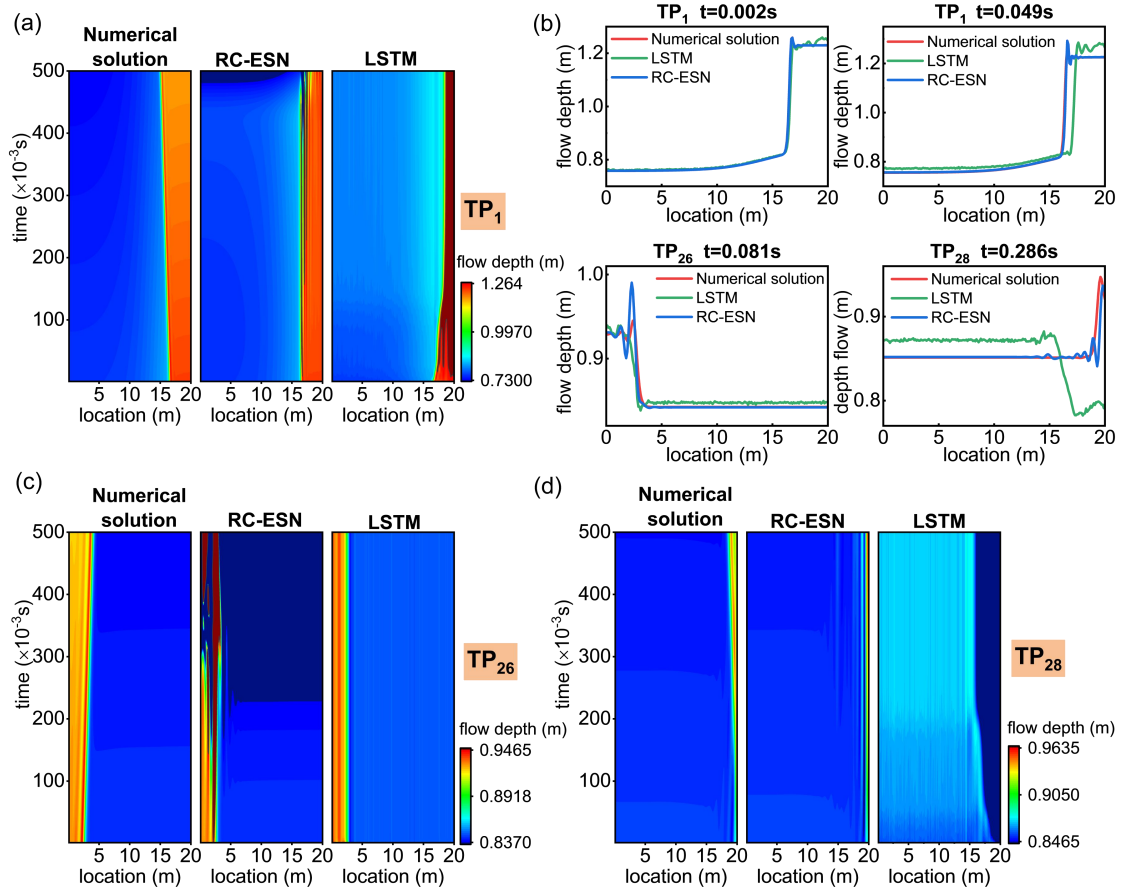 (a)
Numerical
solution
RC-ESN
LSTM
500
400
300
200
100
time (×10⁻³s)
5 10 15 20
5 10 15 20
5 10 15 20
location (m)
location (m)
location (m)
TP₁
flow depth (m)
1.264
0.9970
0.7300
(b)
TP₁ t=0.002s
Numerical solution
LSTM
RC-ESN
1.2
1.0
0.8
flow depth (m)
0 5 10 15 20
location (m)
TP₁ t=0.049s
Numerical solution
LSTM
RC-ESN
1.2
1.0
0.8
flow depth (m)
0 5 10 15 20
location (m)
TP₂₆ t=0.081s
Numerical solution
LSTM
RC-ESN
1.0
0.9
flow depth (m)
0 5 10 15 20
location (m)
TP₂₈ t=0.286s
Numerical solution
LSTM
RC-ESN
0.9
0.8
depth flow (m)
0 5 10 15 20
location (m)
(c)
Numerical
solution
RC-ESN
LSTM
500
400
300
200
100
time (×10⁻³s)
5 10 15 20
5 10 15 20
5 10 15 20
location (m)
location (m)
location (m)
TP₂₆
flow depth (m)
0.9465
0.8918
0.8370
(d)
Numerical
solution
RC-ESN
LSTM
500
400
300
200
100
time (×10⁻³s)
5 10 15 20
5 10 15 20
5 10 15 20
location (m)
location (m)
location (m)
TP₂₈
flow depth (m)
0.9635
0.9050
0.8465